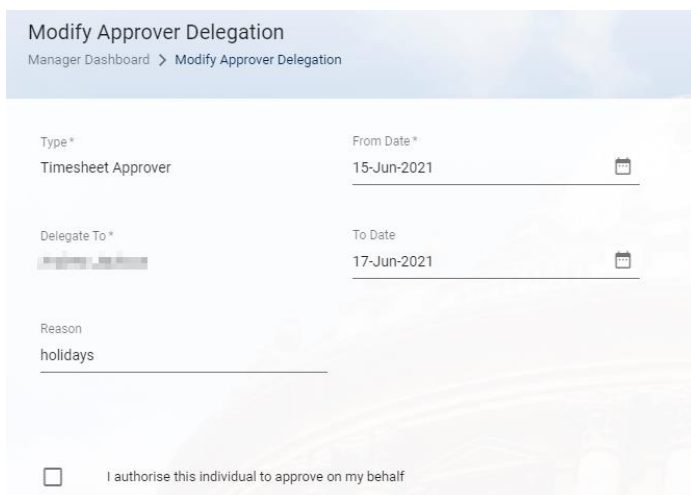 Modify Approver Delegation
Manager Dashboard > Modify Approver Delegation
Type *
From Date *
Timesheet Approver
15-Jun-2021
Delegate To *
To Date
17-Jun-2021
Reason
holidays
I authorise this individual to approve on my behalf